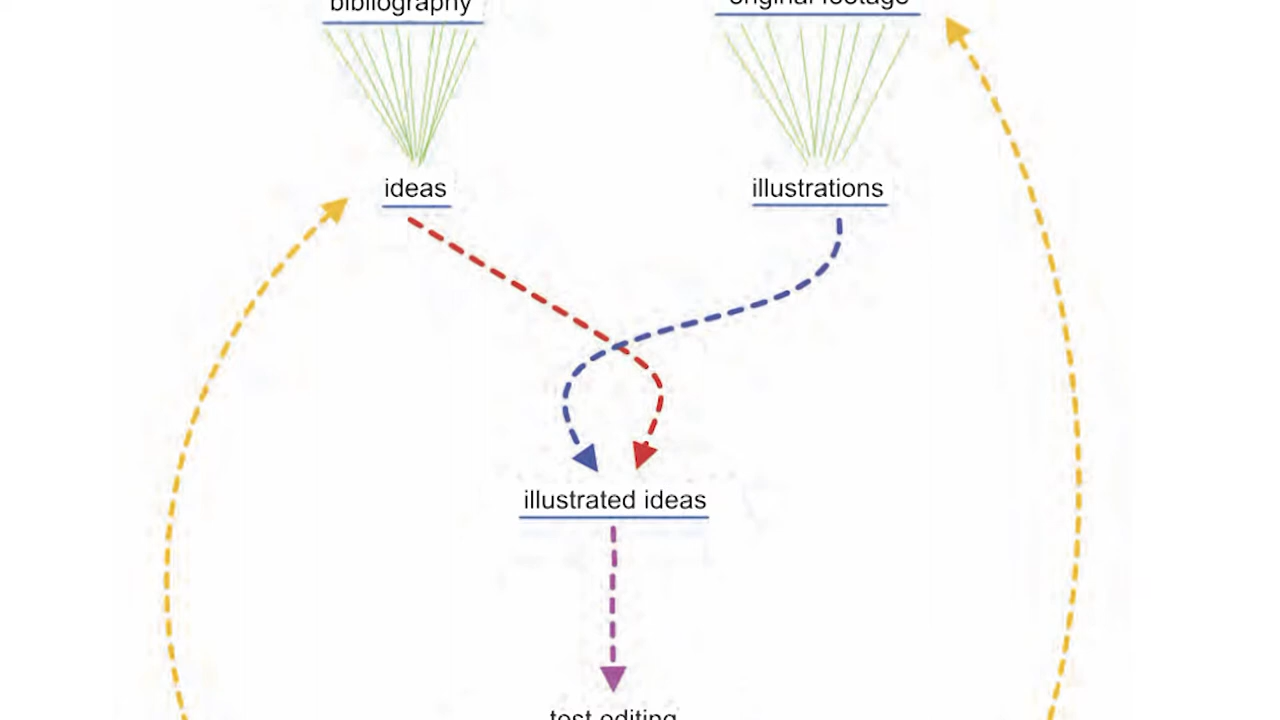 bibliography
original footage
ideas
illustrations
illustrated ideas
test editing